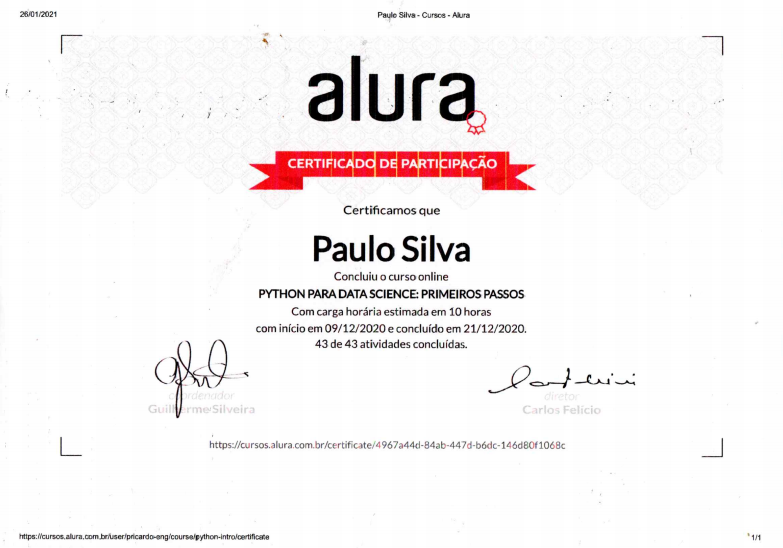 26/01/2021
Paulo Silva - Cursos - Alura
alura
CERTIFICADO DE PARTICIPAÇÃO
Certificamos que
Paulo Silva
Concluiu o curso online
PYTHON PARA DATA SCIENCE: PRIMEIROS PASSOS
Com carga horária estimada em 10 horas
com início em 09/12/2020 e concluído em 21/12/2020.
43 de 43 atividades concluídas.
coordenador
Guilherme Silveira
diretor
Carlos Felício
https://cursos.alura.com.br/certificate/4967a44d-84ab-447d-b6dc-146d80f1068c
https://cursos.alura.com.br/user/pricardo-eng/course/python-intro/certificate
1/1